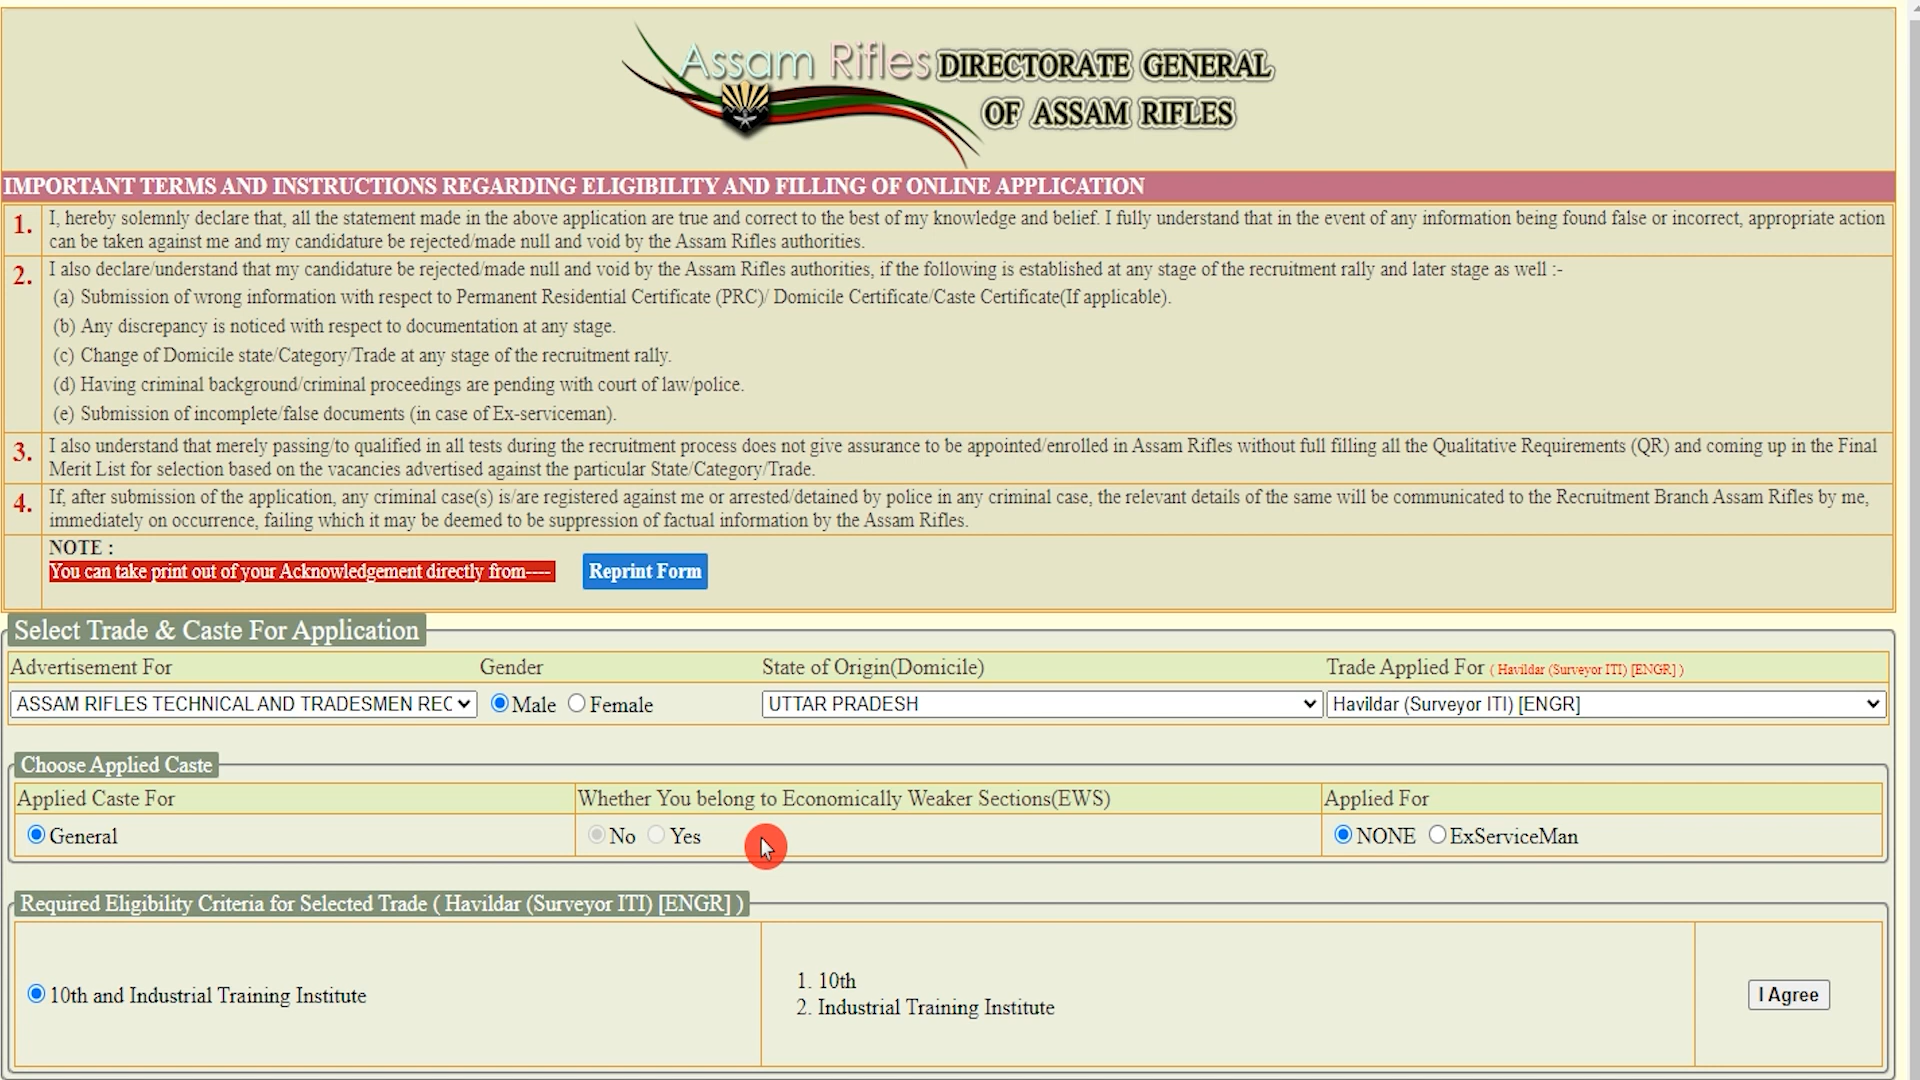 Assam Rifles DIRECTORATE GENERAL
OF ASSAM RIFLES
IMPORTANT TERMS AND INSTRUCTIONS REGARDING ELIGIBILITY AND FILLING OF ONLINE APPLICATION
1. I, hereby solemnly declare that, all the statement made in the above application are true and correct to the best of my knowledge and belief. I fully understand that in the event of any information being found false or incorrect, appropriate action
can be taken against me and my candidature be rejected/made null and void by the Assam Rifles authorities.
2. I also declare/understand that my candidature be rejected/made null and void by the Assam Rifles authorities, if the following is established at any stage of the recruitment rally and later stage as well :-
(a) Submission of wrong information with respect to Permanent Residential Certificate (PRC)/ Domicile Certificate/Caste Certificate(If applicable).
(b) Any discrepancy is noticed with respect to documentation at any stage.
(c) Change of Domicile state/Category/Trade at any stage of the recruitment rally.
(d) Having criminal background/criminal proceedings are pending with court of law/police.
(e) Submission of incomplete/false documents (in case of Ex-serviceman).
3. I also understand that merely passing/to qualified in all tests during the recruitment process does not give assurance to be appointed/enrolled in Assam Rifles without full filling all the Qualitative Requirements (QR) and coming up in the Final
Merit List for selection based on the vacancies advertised against the particular State/Category/Trade.
4. If, after submission of the application, any criminal case(s) is/are registered against me or arrested/detained by police in any criminal case, the relevant details of the same will be communicated to the Recruitment Branch Assam Rifles by me,
immediately on occurrence, failing which it may be deemed to be suppression of factual information by the Assam Rifles.
NOTE :
You can take print out of your Acknowledgement directly from---- Reprint Form
Select Trade & Caste For Application
Advertisement For Gender State of Origin(Domicile) Trade Applied For ( Havildar (Surveyor ITI) [ENGR] )
ASSAM RIFLES TECHNICAL AND TRADESMEN REC Male Female UTTAR PRADESH Havildar (Surveyor ITI) [ENGR]
Choose Applied Caste
Applied Caste For Whether You belong to Economically Weaker Sections(EWS) Applied For
General No Yes NONE ExServiceMan
Required Eligibility Criteria for Selected Trade ( Havildar (Surveyor ITI) [ENGR] )
10th and Industrial Training Institute
1. 10th
2. Industrial Training Institute
I Agree